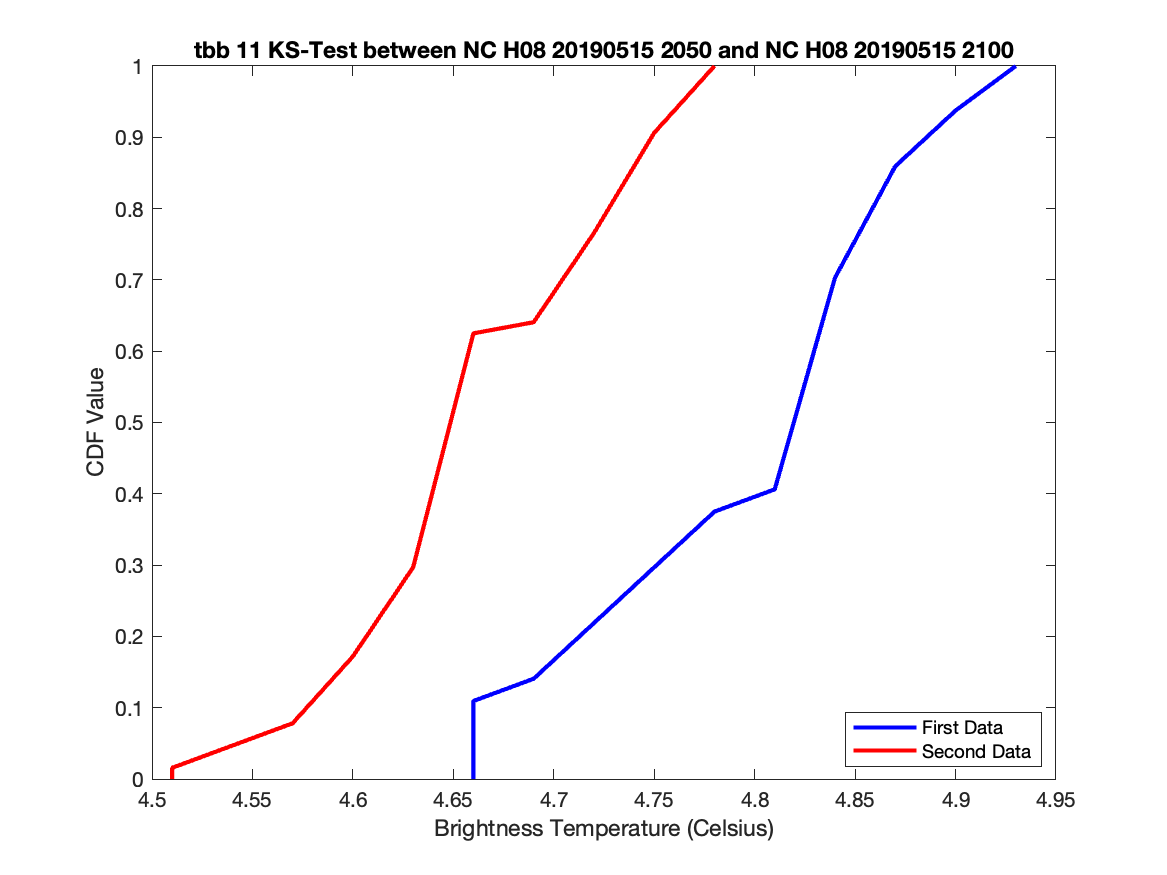 tbb 11 KS-Test between NC H08 20190515 2050 and NC H08 20190515 2100
1
0.9
0.8
0.7
0.6
0.5
0.4
0.3
0.2
0.1
0
CDF Value
4.5 4.55 4.6 4.65 4.7 4.75 4.8 4.85 4.9 4.95
Brightness Temperature (Celsius)
First Data
Second Data